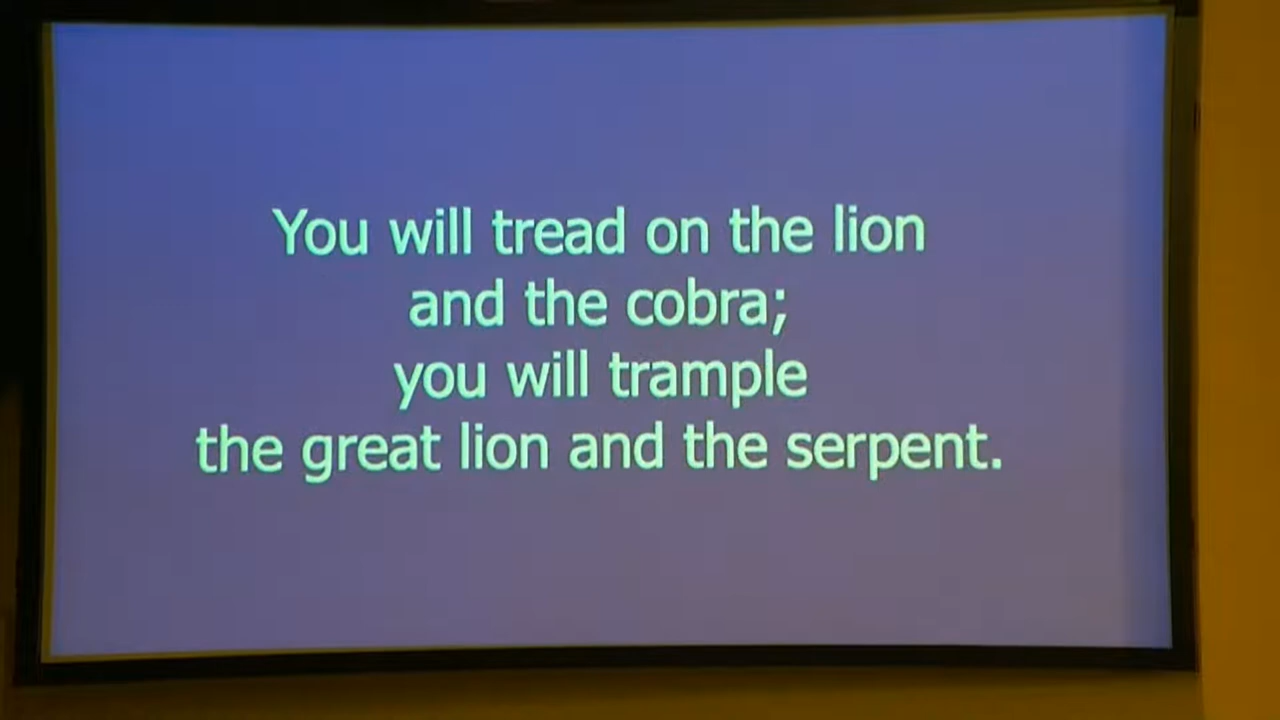 You will tread on the lion
and the cobra;
you will trample
the great lion and the serpent.